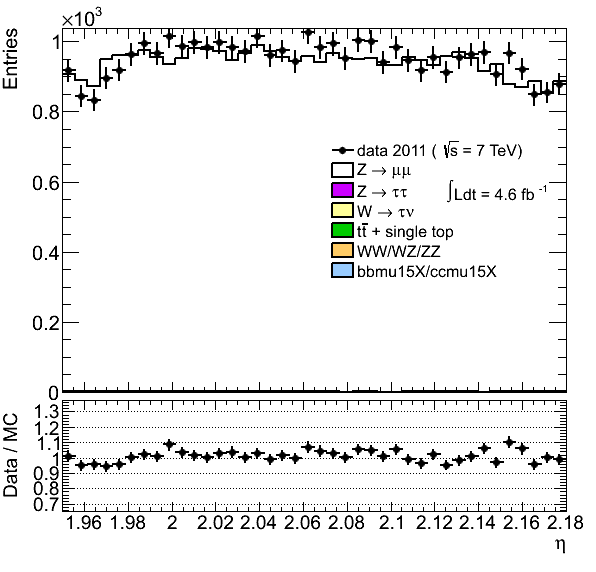 ×10³
Entries
1
0.8
0.6
0.4
0.2
0
data 2011 ( √s = 7 TeV)
Z → μμ
Z → ττ
∫Ldt = 4.6 fb⁻¹
W → τν
tt̄ + single top
WW/WZ/ZZ
bbmu15X/ccmu15X
Data / MC
1.3
1.2
1.1
1
0.9
0.8
0.7
1.96 1.98 2 2.02 2.04 2.06 2.08 2.1 2.12 2.14 2.16 2.18
η